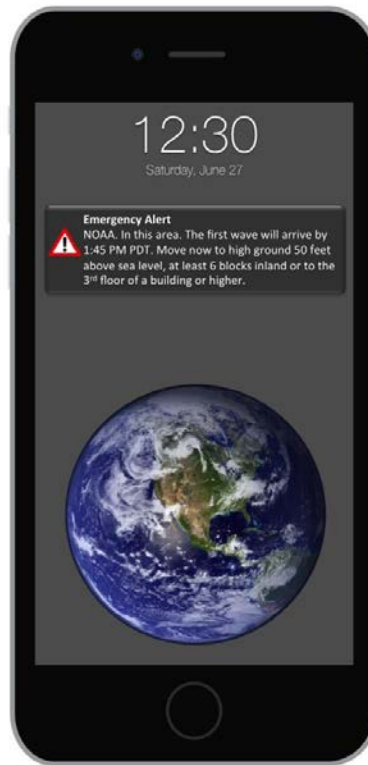 12:30
Saturday, June 27
Emergency Alert
NOAA. In this area. The first wave will arrive by
1:45 PM PDT. Move now to high ground 50 feet
above sea level, at least 6 blocks inland or to the
3rd floor of a building or higher.